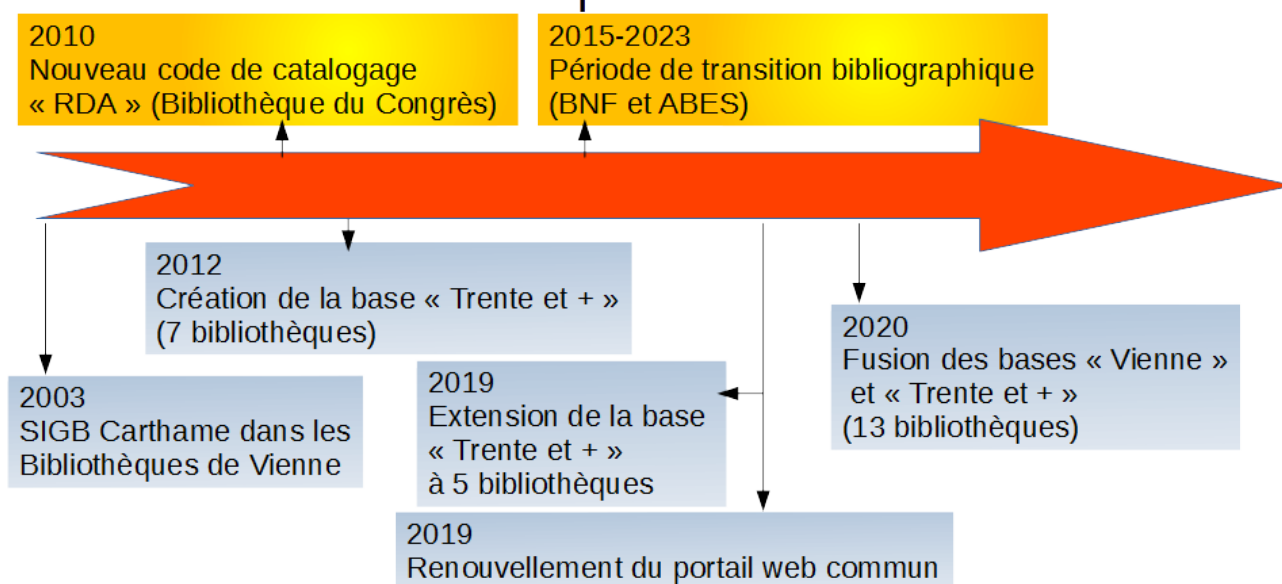 2010
Nouveau code de catalogage
« RDA » (Bibliothèque du Congrès)
2015-2023
Période de transition bibliographique
(BNF et ABES)
2012
Création de la base « Trente et + »
(7 bibliothèques)
2003
SIGB Carthame dans les
Bibliothèques de Vienne
2019
Extension de la base
« Trente et + »
à 5 bibliothèques
2020
Fusion des bases « Vienne »
et « Trente et + »
(13 bibliothèques)
2019
Renouvellement du portail web commun